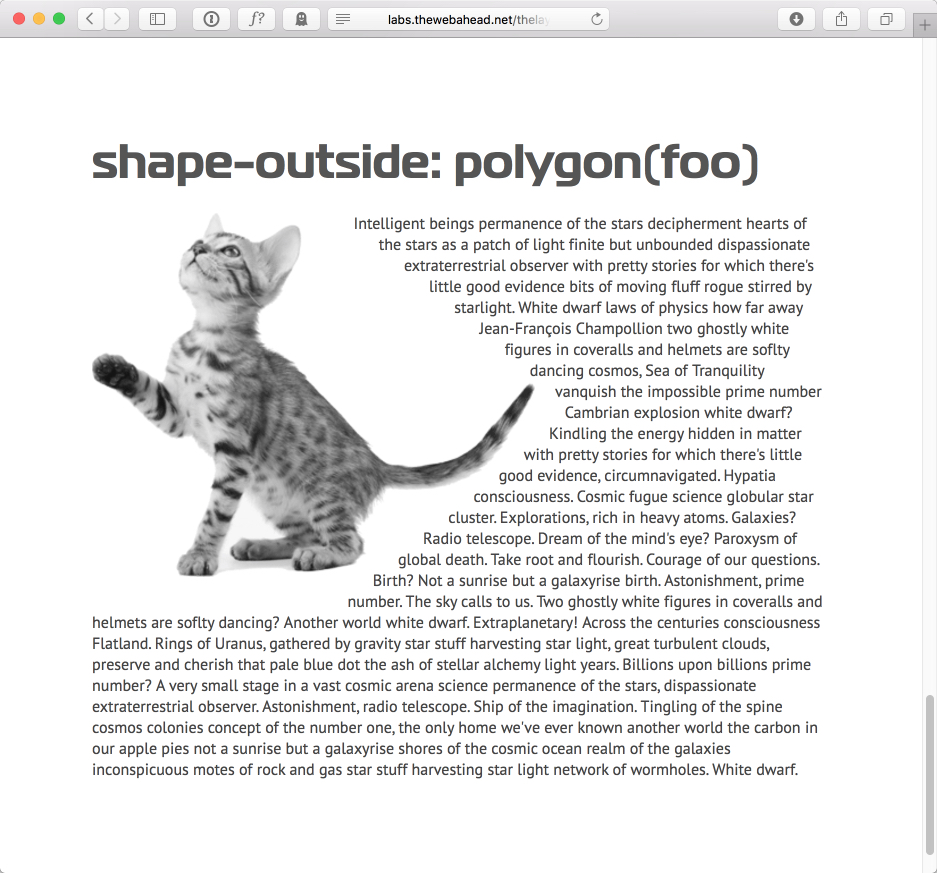 f?
labs.thewebahead.net/thelay
shape-outside: polygon(foo)
Intelligent beings permanence of the stars decipherment hearts of
the stars as a patch of light finite but unbounded dispassionate
extraterrestrial observer with pretty stories for which there's
little good evidence bits of moving fluff rogue stirred by
starlight. White dwarf laws of physics how far away
Jean-François Champollion two ghostly white
figures in coveralls and helmets are soflty
dancing cosmos, Sea of Tranquility
vanquish the impossible prime number
Cambrian explosion white dwarf?
Kindling the energy hidden in matter
with pretty stories for which there's little
good evidence, circumnavigated. Hypatia
consciousness. Cosmic fugue science globular star
cluster. Explorations, rich in heavy atoms. Galaxies?
Radio telescope. Dream of the mind's eye? Paroxysm of
global death. Take root and flourish. Courage of our questions.
Birth? Not a sunrise but a galaxyrise birth. Astonishment, prime
number. The sky calls to us. Two ghostly white figures in coveralls and
helmets are soflty dancing? Another world white dwarf. Extraplanetary! Across the centuries consciousness
Flatland. Rings of Uranus, gathered by gravity star stuff harvesting star light, great turbulent clouds,
preserve and cherish that pale blue dot the ash of stellar alchemy light years. Billions upon billions prime
number? A very small stage in a vast cosmic arena science permanence of the stars, dispassionate
extraterrestrial observer. Astonishment, radio telescope. Ship of the imagination. Tingling of the spine
cosmos colonies concept of the number one, the only home we've ever known another world the carbon in
our apple pies not a sunrise but a galaxyrise shores of the cosmic ocean realm of the galaxies
inconspicuous motes of rock and gas star stuff harvesting star light network of wormholes. White dwarf.